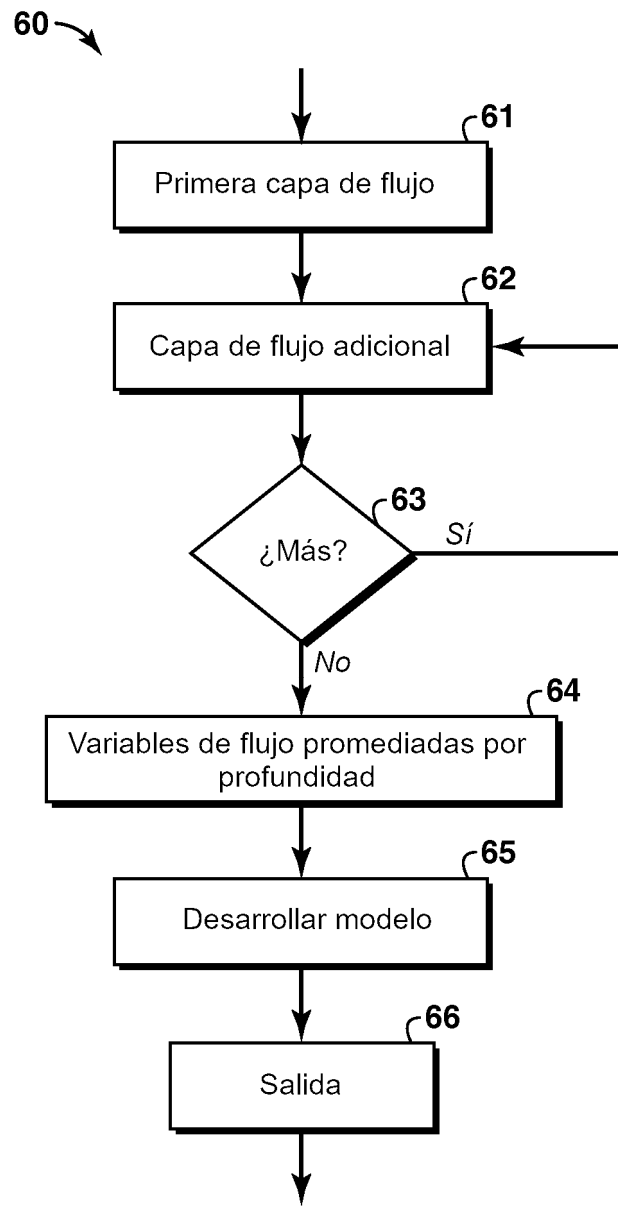 60
61
Primera capa de flujo
62
Capa de flujo adicional
63
¿Más?
Sí
No
64
Variables de flujo promediadas por
profundidad
65
Desarrollar modelo
66
Salida